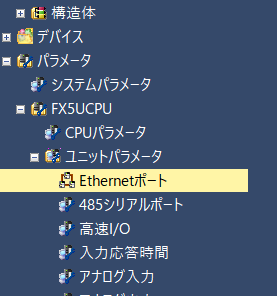 構造体
デバイス
パラメータ
システムパラメータ
FX5UCPU
CPUパラメータ
ユニットパラメータ
Ethernetポート
485シリアルポート
高速I/O
入力応答時間
アナログ入力